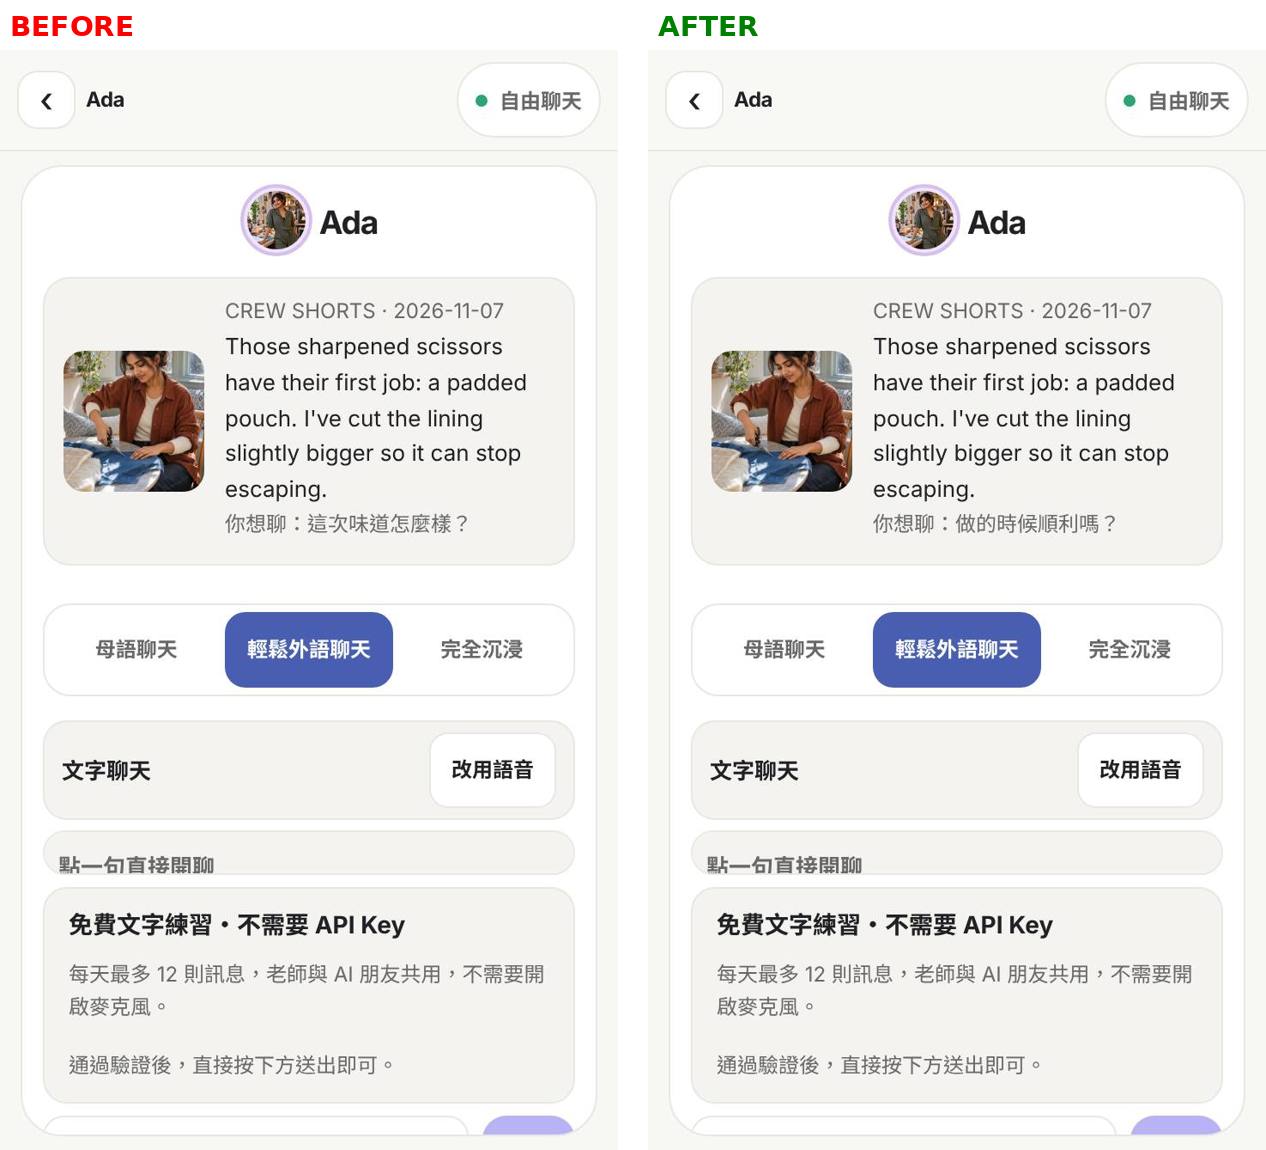 BEFORE
‹ Ada
自由聊天
Ada
CREW SHORTS · 2026-11-07
Those sharpened scissors
have their first job: a padded
pouch. I've cut the lining
slightly bigger so it can stop
escaping.
你想聊：這次味道怎麼樣？
母語聊天 輕鬆外語聊天 完全沉浸
文字聊天 改用語音
點一句直接開聊
免費文字練習・不需要 API Key
每天最多 12 則訊息，老師與 AI 朋友共用，不需要開
啟麥克風。
通過驗證後，直接按下方送出即可。
AFTER
‹ Ada
自由聊天
Ada
CREW SHORTS · 2026-11-07
Those sharpened scissors
have their first job: a padded
pouch. I've cut the lining
slightly bigger so it can stop
escaping.
你想聊：做的時候順利嗎？
母語聊天 輕鬆外語聊天 完全沉浸
文字聊天 改用語音
點一句直接開聊
免費文字練習・不需要 API Key
每天最多 12 則訊息，老師與 AI 朋友共用，不需要開
啟麥克風。
通過驗證後，直接按下方送出即可。